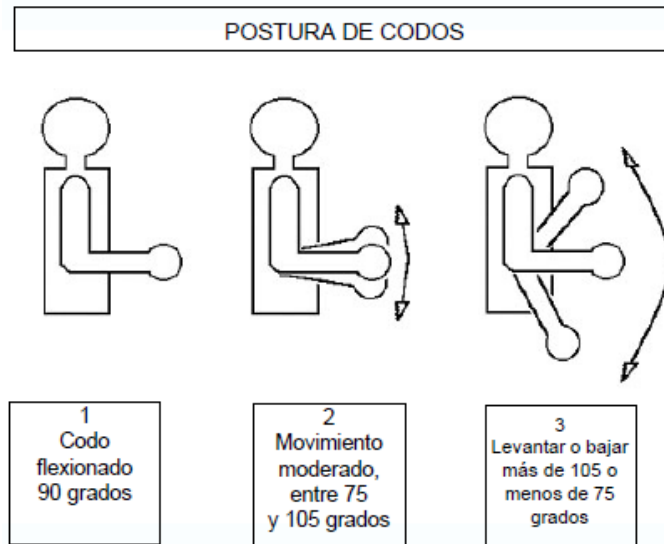 POSTURA DE CODOS
1
Codo
flexionado
90 grados
2
Movimiento
moderado,
entre 75
y 105 grados
3
Levantar o bajar
más de 105 o
menos de 75
grados